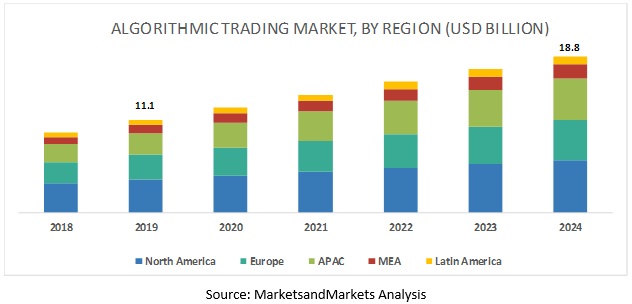 ALGORITHMIC TRADING MARKET, BY REGION (USD BILLION)
18.8
11.1
2018 2019 2020 2021 2022 2023 2024
North America Europe APAC MEA Latin America
Source: MarketsandMarkets Analysis